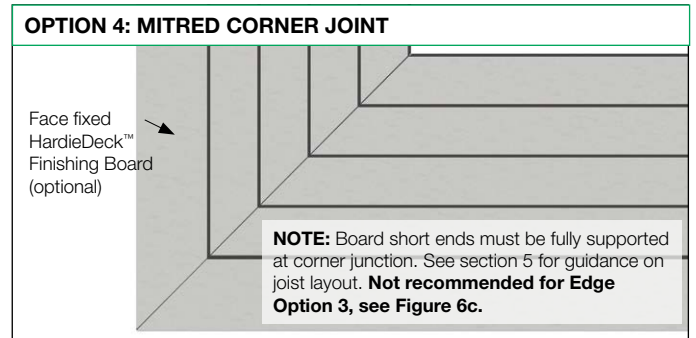 OPTION 4: MITRED CORNER JOINT
Face fixed
HardieDeck™
Finishing Board
(optional)
NOTE: Board short ends must be fully supported
at corner junction. See section 5 for guidance on
joist layout. Not recommended for Edge
Option 3, see Figure 6c.